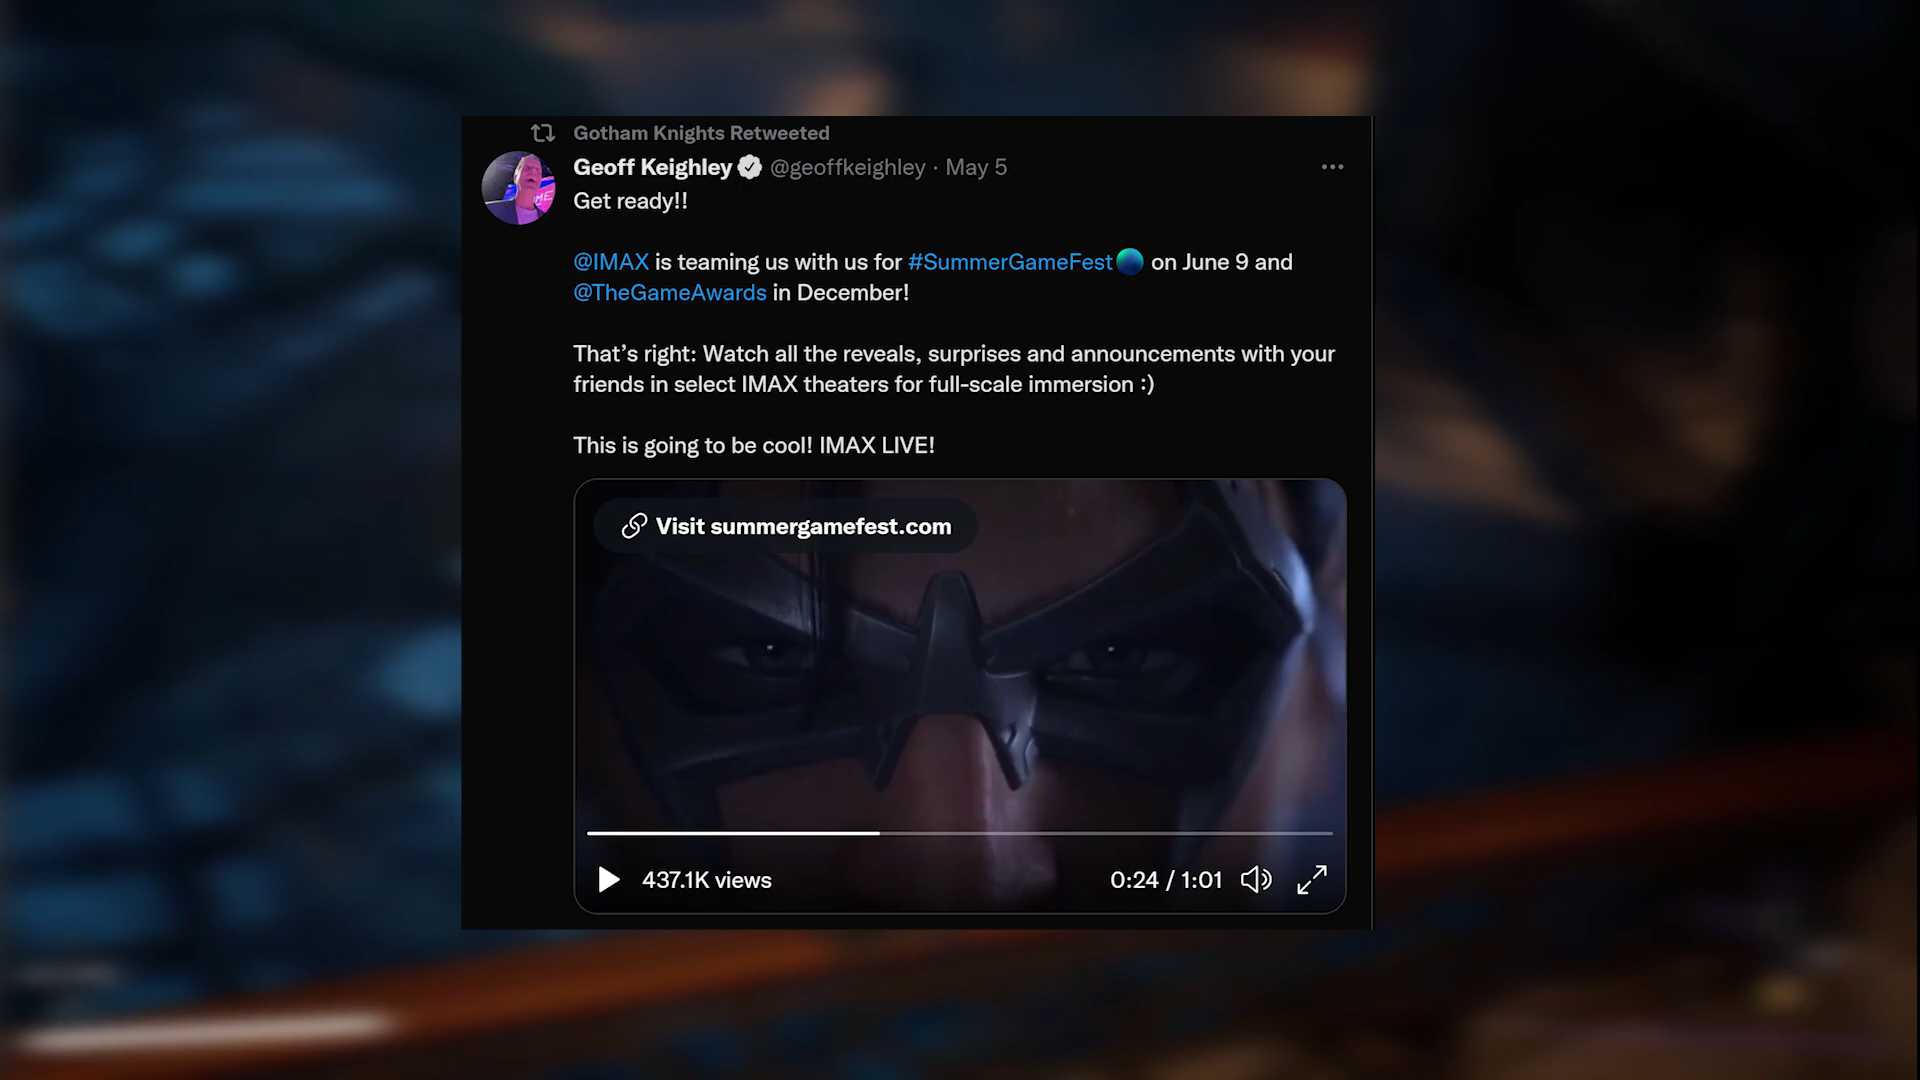 Gotham Knights Retweeted
Geoff Keighley @geoffkeighley · May 5
Get ready!!
@IMAX is teaming us with us for #SummerGameFest on June 9 and
@TheGameAwards in December!
That’s right: Watch all the reveals, surprises and announcements with your
friends in select IMAX theaters for full-scale immersion :)
This is going to be cool! IMAX LIVE!
Visit summergamefest.com
437.1K views
0:24 / 1:01